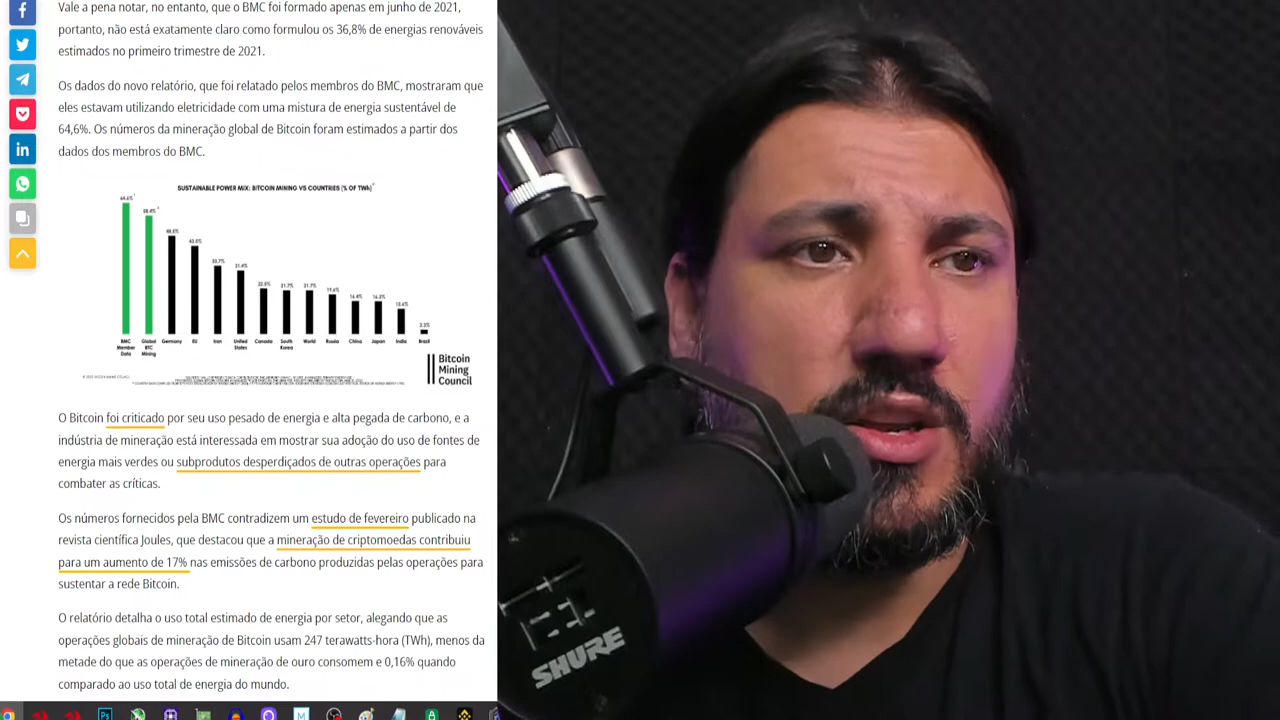 Vale a pena notar, no entanto, que o BMC foi formado apenas em junho de 2021,
portanto, não está exatamente claro como formulou os 36,8% de energias renováveis
estimados no primeiro trimestre de 2021.
Os dados do novo relatório, que foi relatado pelos membros do BMC, mostraram que
eles estavam utilizando eletricidade com uma mistura de energia sustentável de
64,6%. Os números da mineração global de Bitcoin foram estimados a partir dos
dados dos membros do BMC.
SUSTAINABLE POWER MIX: BITCOIN MINING VS COUNTRIES (% OF TWh)
BMC Member Data
Global BTC Mining
Germany
EU
Iran
United States
Canada
South Korea
World
Russia
China
Japan
India
Brazil
Bitcoin
Mining
Council
O Bitcoin foi criticado por seu uso pesado de energia e alta pegada de carbono, e a
indústria de mineração está interessada em mostrar sua adoção do uso de fontes de
energia mais verdes ou subprodutos desperdiçados de outras operações para
combater as críticas.
Os números fornecidos pela BMC contradizem um estudo de fevereiro publicado na
revista científica Joules, que destacou que a mineração de criptomoedas contribuiu
para um aumento de 17% nas emissões de carbono produzidas pelas operações para
sustentar a rede Bitcoin.
O relatório detalha o uso total estimado de energia por setor, alegando que as
operações globais de mineração de Bitcoin usam 247 terawatts-hora (TWh), menos da
metade do que as operações de mineração de ouro consomem e 0,16% quando
comparado ao uso total de energia do mundo.
SHURE